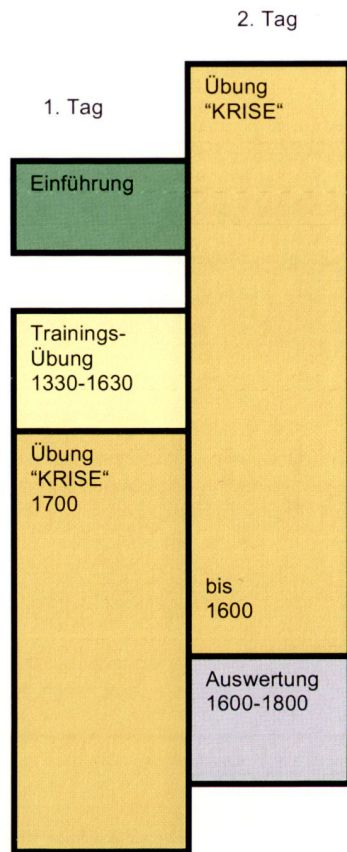 1. Tag
Einführung
Trainings-
Übung
1330-1630
Übung
“KRISE“
1700
2. Tag
Übung
“KRISE“
bis
1600
Auswertung
1600-1800